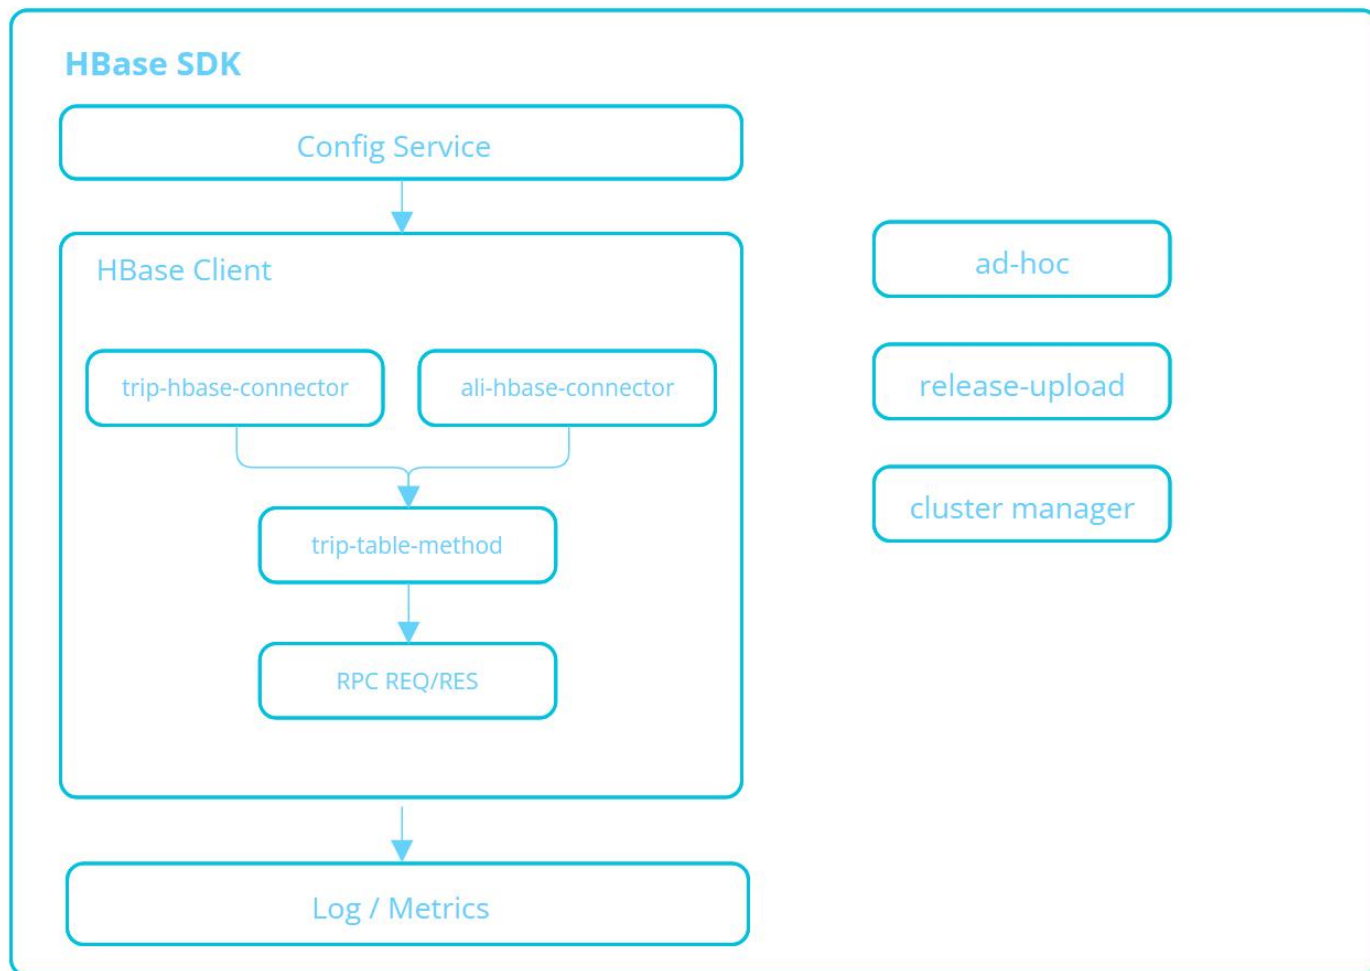 HBase SDK
Config Service
HBase Client
trip-hbase-connector
ali-hbase-connector
trip-table-method
RPC REQ/RES
Log / Metrics
ad-hoc
release-upload
cluster manager